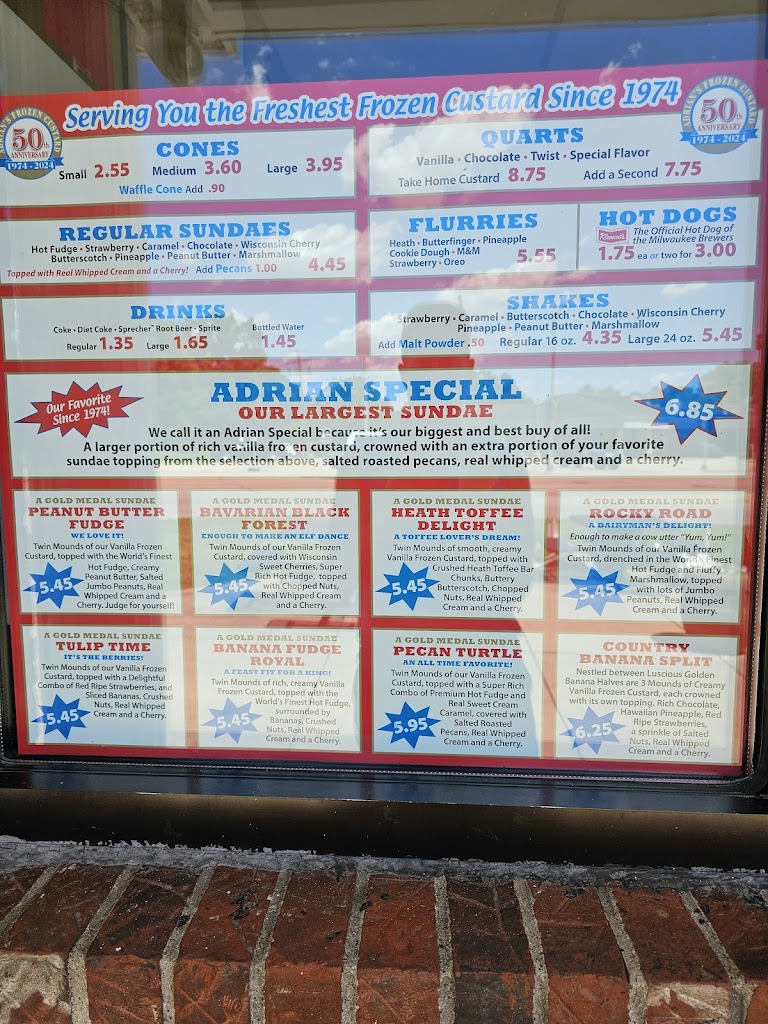 Serving You the Freshest Frozen Custard Since 1974
ADRIAN'S FROZEN CUSTARD
50th
ANNIVERSARY
1974 - 2024
ADRIAN'S FROZEN CUSTARD
50th
ANNIVERSARY
1974 - 2024
CONES
Small 2.55 Medium 3.60 Large 3.95
Waffle Cone Add .90
QUARTS
Vanilla • Chocolate • Twist • Special Flavor
Take Home Custard 8.75 Add a Second 7.75
REGULAR SUNDAES
Hot Fudge • Strawberry • Caramel • Chocolate • Wisconsin Cherry
Butterscotch • Pineapple • Peanut Butter • Marshmallow
Topped with Real Whipped Cream and a Cherry! Add Pecans 1.00 4.45
FLURRIES
Heath • Butterfinger • Pineapple
Cookie Dough • M&M
Strawberry • Oreo 5.55
HOT DOGS
Klement's The Official Hot Dog of
the Milwaukee Brewers
1.75 ea or two for 3.00
DRINKS
Coke • Diet Coke • Sprecher® Root Beer • Sprite Bottled Water
Regular 1.35 Large 1.65 1.45
SHAKES
Strawberry • Caramel • Butterscotch • Chocolate • Wisconsin Cherry
Pineapple • Peanut Butter • Marshmallow
Add Malt Powder .50 Regular 16 oz. 4.35 Large 24 oz. 5.45
Our Favorite
Since 1974!
ADRIAN SPECIAL
OUR LARGEST SUNDAE
6.85
We call it an Adrian Special because it's our biggest and best buy of all!
A larger portion of rich vanilla frozen custard, crowned with an extra portion of your favorite
sundae topping from the selection above, salted roasted pecans, real whipped cream and a cherry.
A GOLD MEDAL SUNDAE
PEANUT BUTTER
FUDGE
WE LOVE IT!
Twin Mounds of our Vanilla Frozen
Custard, topped with the World's Finest
Hot Fudge, Creamy
Peanut Butter, Salted
Jumbo Peanuts, Real
Whipped Cream and a
Cherry. Judge for yourself!
5.45
A GOLD MEDAL SUNDAE
BAVARIAN BLACK
FOREST
ENOUGH TO MAKE AN ELF DANCE
Twin Mounds of our Vanilla Frozen
Custard, covered with Wisconsin
Sweet Cherries, Super
Rich Hot Fudge, topped
with Chopped Nuts,
Real Whipped Cream
and a Cherry.
5.45
A GOLD MEDAL SUNDAE
HEATH TOFFEE
DELIGHT
A TOFFEE LOVER'S DREAM!
Twin Mounds of smooth, creamy
Vanilla Frozen Custard, topped with
Crushed Heath Toffee Bar
Chunks, Buttery
Butterscotch, Chopped
Nuts, Real Whipped
Cream and a Cherry.
5.45
A GOLD MEDAL SUNDAE
ROCKY ROAD
A DAIRYMAN'S DELIGHT!
Enough to make a cow utter "Yum, Yum!"
Twin Mounds of our Vanilla Frozen
Custard, drenched in the World's Finest
Hot Fudge and Fluffy
Marshmallow, topped
with lots of Jumbo
Peanuts, Real Whipped
Cream and a Cherry.
5.45
A GOLD MEDAL SUNDAE
TULIP TIME
IT'S THE BERRIES!
Twin Mounds of our Vanilla Frozen
Custard, topped with a Delightful
Combo of Red Ripe Strawberries, and
Sliced Bananas, Crushed
Nuts, Real Whipped
Cream and a Cherry.
5.45
A GOLD MEDAL SUNDAE
BANANA FUDGE
ROYAL
A FEAST FIT FOR A KING!
Twin Mounds of rich, creamy Vanilla
Frozen Custard, topped with the
World's Finest Hot Fudge,
surrounded by
Bananas, Crushed
Nuts, Real Whipped
Cream and a Cherry.
5.45
A GOLD MEDAL SUNDAE
PECAN TURTLE
AN ALL TIME FAVORITE!
Twin Mounds of our Vanilla Frozen
Custard, topped with a Super Rich
Combo of Premium Hot Fudge and
Real Sweet Cream
Caramel, covered with
Salted Roasted
Pecans, Real Whipped
Cream and a Cherry.
5.95
COUNTRY
BANANA SPLIT
Nestled between Luscious Golden
Banana Halves are 3 Mounds of Creamy
Vanilla Frozen Custard, each crowned
with its own topping. Rich Chocolate,
Hawaiian Pineapple, Red
Ripe Strawberries,
a sprinkle of Salted
Nuts, Real Whipped
Cream and a Cherry.
6.25